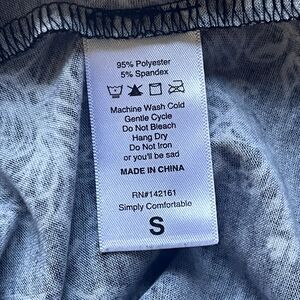 95% Polyester
5% Spandex
Machine Wash Cold
Gentle Cycle
Do Not Bleach
Hang Dry
Do Not Iron
or you'll be sad
MADE IN CHINA
RN#142161
Simply Comfortable
S